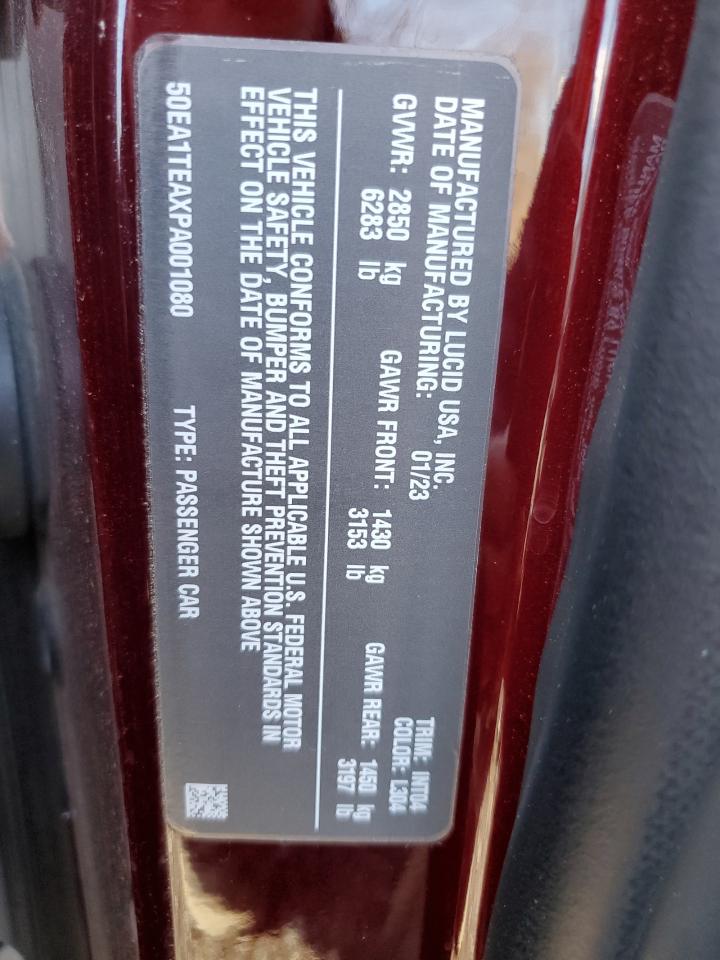 MANUFACTURED BY LUCID USA, INC.
DATE OF MANUFACTURING: 01/23
TRIM: INT04
COLOR: L304
GVWR: 2850 kg GAWR FRONT: 1430 kg GAWR REAR: 1450 kg
6283 lb 3153 lb 3197 lb
THIS VEHICLE CONFORMS TO ALL APPLICABLE U.S. FEDERAL MOTOR
VEHICLE SAFETY, BUMPER AND THEFT PREVENTION STANDARDS IN
EFFECT ON THE DATE OF MANUFACTURE SHOWN ABOVE
50EA1TEAXPA001080 TYPE: PASSENGER CAR